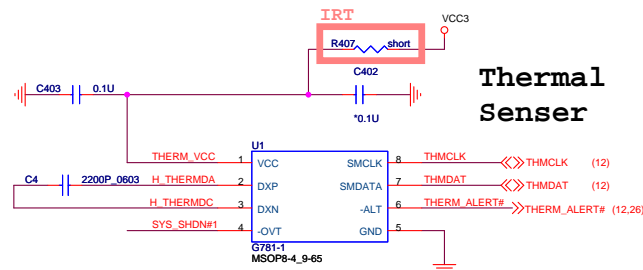 IRT
VCC3
R407 short
C403 0.1U
C402
*0.1U
Thermal
Senser
U1
THERM_VCC 1 VCC SMCLK 8 THMCLK THMCLK (12)
C4 2200P_0603 H_THERMDA 2 DXP SMDATA 7 THMDAT THMDAT (12)
H_THERMDC 3 DXN -ALT 6 THERM_ALERT# THERM_ALERT# (12,26)
SYS_SHDN#1 4 -OVT GND 5
G781-1
MSOP8-4_9-65